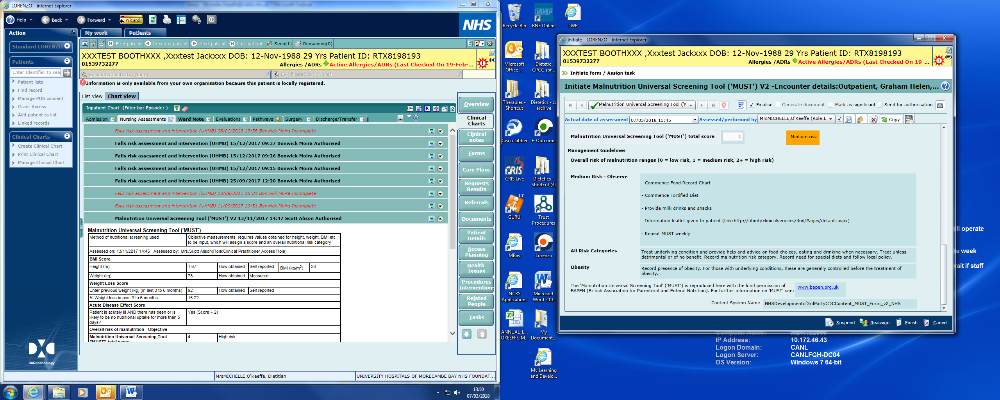 LORENZO - Internet Explorer
Help
Back
Forward
Wizard
NHS
Action
My work
Patients
First patient
Previous patient
Next patient
Last patient
Seen(1)
Remaining(0)
Standard LORENZO
XXXTEST BOOTHXXX ,Xxxtest Jackxxx DOB: 12-Nov-1988 29 Yrs Patient ID: RTX8198193
01539732277
Allergies /ADRs Active Allergies/ADRs (Last Checked On 19-Feb-...
RTT
Encounter context: (None)
EPR filtered by: (None)
Information is only available from your own organisation because this patient is locally registered.
Patients
Enter Identifier to sea
Patient lists
Find record
Manage PDS consent
Grant Access
Add patient to list
Linked records
Clinical Charts
Create Clinical Chart
Print Clinical Chart
Manage Clinical Chart
DXC.technology
List view
Chart view
Inpatient Chart (Filter by: Episode: )
R
Admission
Nursing Assessments
Ward Note
Evaluations
Pathways
Surgery
Discharge/Transfer
Falls risk assessment and intervention (UHMB) 08/01/2018 13:36 Bonwick Moira Incomplete
Falls risk assessment and intervention (UHMB) 15/12/2017 09:37 Bonwick Moira Authorised
Falls risk assessment and intervention (UHMB) 15/12/2017 09:26 Bonwick Moira Authorised
Falls risk assessment and intervention (UHMB) 15/12/2017 09:15 Bonwick Moira Authorised
Falls risk assessment and intervention (UHMB) 25/09/2017 12:20 Bonwick Moira Authorised
Falls risk assessment and intervention (UHMB) 13/09/2017 15:24 Bonwick Moira Incomplete
Falls risk assessment and intervention (UHMB) 11/09/2017 10:51 Bonwick Moira Incomplete
Malnutrition Universal Screening Tool ('MUST') V2 13/11/2017 14:47 Scott Alison Authorised
Malnutrition Universal Screening Tool ('MUST')
Method of nutritional screening used
Objective measurements: requires values obtained for height, weight, BMI etc
to be input, which will assign a score and an overall nutritional risk category
Assessed on: 13/11/2017 14:45 Assessed by: Mrs.Scott Alison(Role:Clinical Practitioner Access Role)
BMI Score
Height (m) 1.67 How obtained Self reported BMI (kg/m2) 28
Weight (kg) 78 How obtained Measured
Weight Loss Score
Enter previous weight (kg) (In last 3 to 6 months) 92 How obtained Self reported
% Weight loss in past 3 to 6 months 15.22
Acute Disease Effect Score
Patient is acutely ill AND there has been or is
likely to be no nutritional uptake for more than 5
days?
Yes (Score = 2)
Overall risk of malnutrition - Objective
Malnutrition Universal Screening Tool 4 High risk
('MUST') total score
Overview
Clinical
Charts
Clinical
notes
Forms
Care Plans
Requests
Results
Referrals
Documents
Patient
Details
Access
Planning
Health
Issues
Procedures
Interventions
Related
People
Tasks
MrsMICHELLE,O'Keeffe, Dietitian
UNIVERSITY HOSPITALS OF MORECAMBE BAY NHS FOUNDAT...
13:50
07/03/2018
Recycle Bin
BNF
BNF Online
LWR
Microsoft
Office ...
Dietetic
CPCC spr...
Therapies -
Shortcut
Dietetics - zz
archive
Cisco Jabber
E-Outcome
CRIS
CRIS Live
Dietetics -
Shortcut (3)
1.7
GURU
Trust
Procedures
MBay
Lorenzo
NCRS
Applications
Microsoft
Word 2010
ANNUAL_L...
OKEEFFE_M...
My
Document...
My Learning
and Develo...
Initiate - LORENZO - Internet Explorer
XXXTEST BOOTHXXX ,Xxxtest Jackxxx DOB: 12-Nov-1988 29 Yrs Patient ID: RTX8198193
01539732277
Allergies /ADRs Active Allergies/ADRs (Last Checked On 19-...
RTT
Initiate form / Assign task
Initiate Malnutrition Universal Screening Tool ('MUST') V2 -Encounter details:Outpatient, Graham Helen,...
Malnutrition Universal Screening Tool ('M
Finalise
Generate document
Mark as significant
Send for authorisation
Actual date of assessment 07/03/2018 13:45
Assessed/performed by MrsMICHELLE,O'Keeffe (Role:D
Copy..
Malnutrition Universal Screening Tool ('MUST') total score 1 Medium risk
Management Guidelines
Overall risk of malnutrition ranges (0 = low risk, 1 = medium risk, 2+ = high risk)
Medium Risk - Observe
- Commence Food Record Chart
- Commence Fortified Diet
- Provide milk drinks and snacks
- Information leaflet given to patient (link:http://uhmb/clinicalservices/dnd/Pages/default.aspx)
- Repeat MUST weekly
All Risk Categories
Treat underlying condition and provide help and advice on food choices, eating and drinking when necessary. Treat unless
detrimental or of no benefit. Record malnutrition risk category. Record need for special diets and follow local policy.
Obesity
Record presence of obesity. For those with underlying conditions, these are generally controlled before the treatment of
obesity.
The ‘Malnutrition Universal Screening Tool’ (‘MUST’) is reproduced here with the kind permission of
BAPEN (British Association for Parenteral and Enteral Nutrition). For further information on 'MUST' see:
www.bapen.org.uk
Content System Name NHSDevelopmentof3rdPartyCDCContent_MUST_Form_v2_NHS
Suspend
Reassign
Finish
Cancel
ll operate
e week
ait if staff
IP Address: 10.172.46.43
Logon Domain: CANL
Logon Server: CANLFGH-DC04
OS Version: Windows 7 64-bit